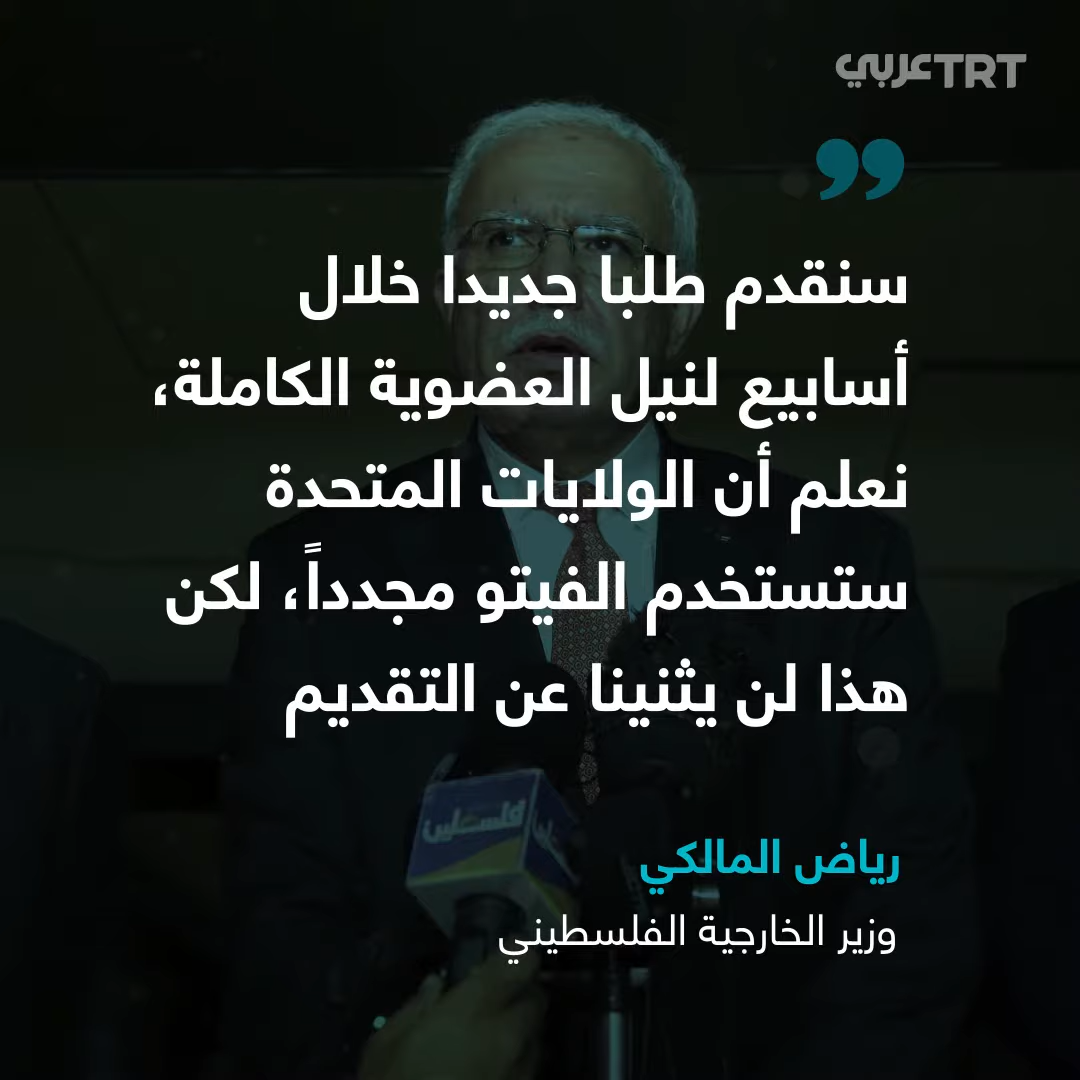 TRT عربي
سنقدم طلبا جديدا خلال
أسابيع لنيل العضوية الكاملة،
نعلم أن الولايات المتحدة
ستستخدم الفيتو مجدداً، لكن
هذا لن يثنينا عن التقديم
فلسطين
رياض المالكي
وزير الخارجية الفلسطيني